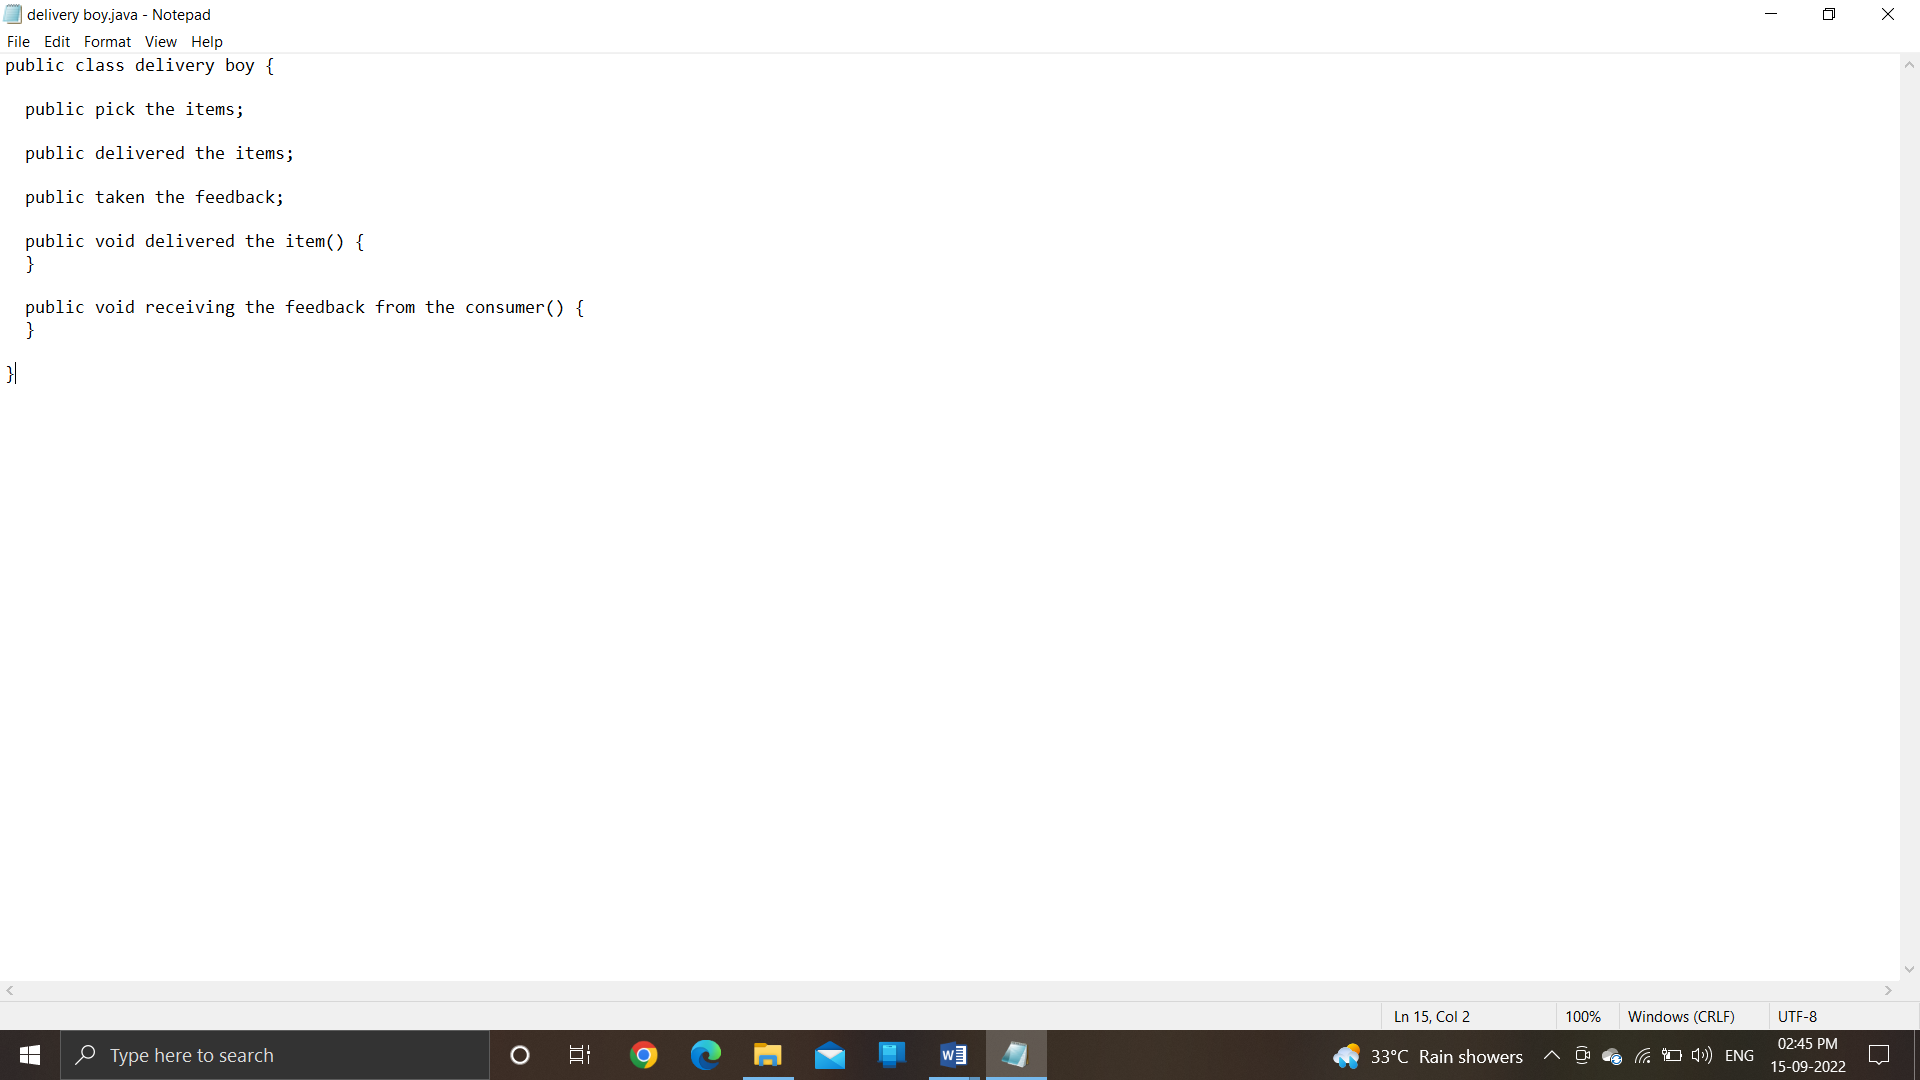 delivery boy.java - Notepad
File Edit Format View Help
public class delivery boy {
public pick the items;
public delivered the items;
public taken the feedback;
public void delivered the item() {
}
public void receiving the feedback from the consumer() {
}
}
Ln 15, Col 2 100% Windows (CRLF) UTF-8
Type here to search
33°C Rain showers
ENG
02:45 PM
15-09-2022